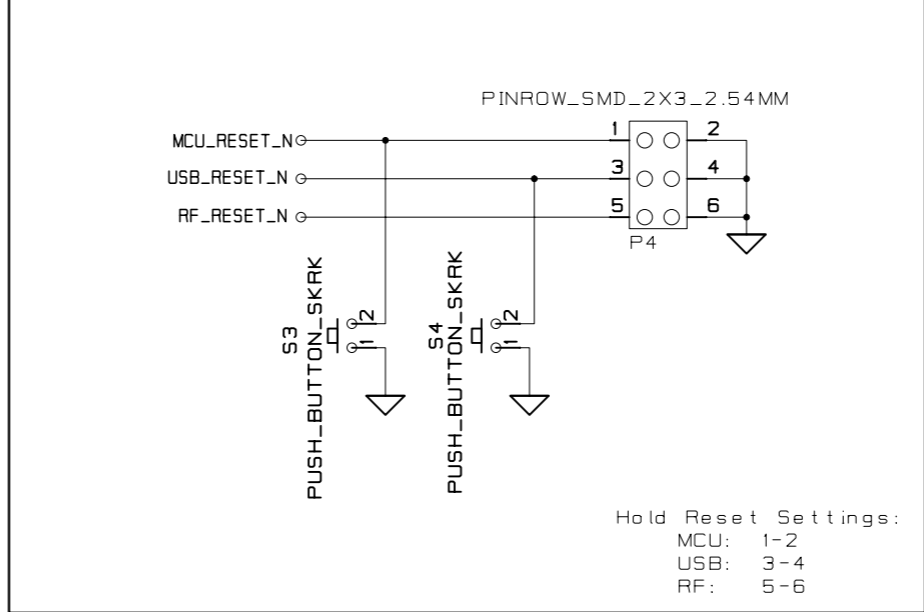 PINROW_SMD_2X3_2.54MM
MCU_RESET_N
1
2
USB_RESET_N
3
4
RF_RESET_N
5
6
P4
S3
PUSH_BUTTON_SKRK
2
1
S4
PUSH_BUTTON_SKRK
2
1
Hold Reset Settings:
MCU: 1-2
USB: 3-4
RF: 5-6